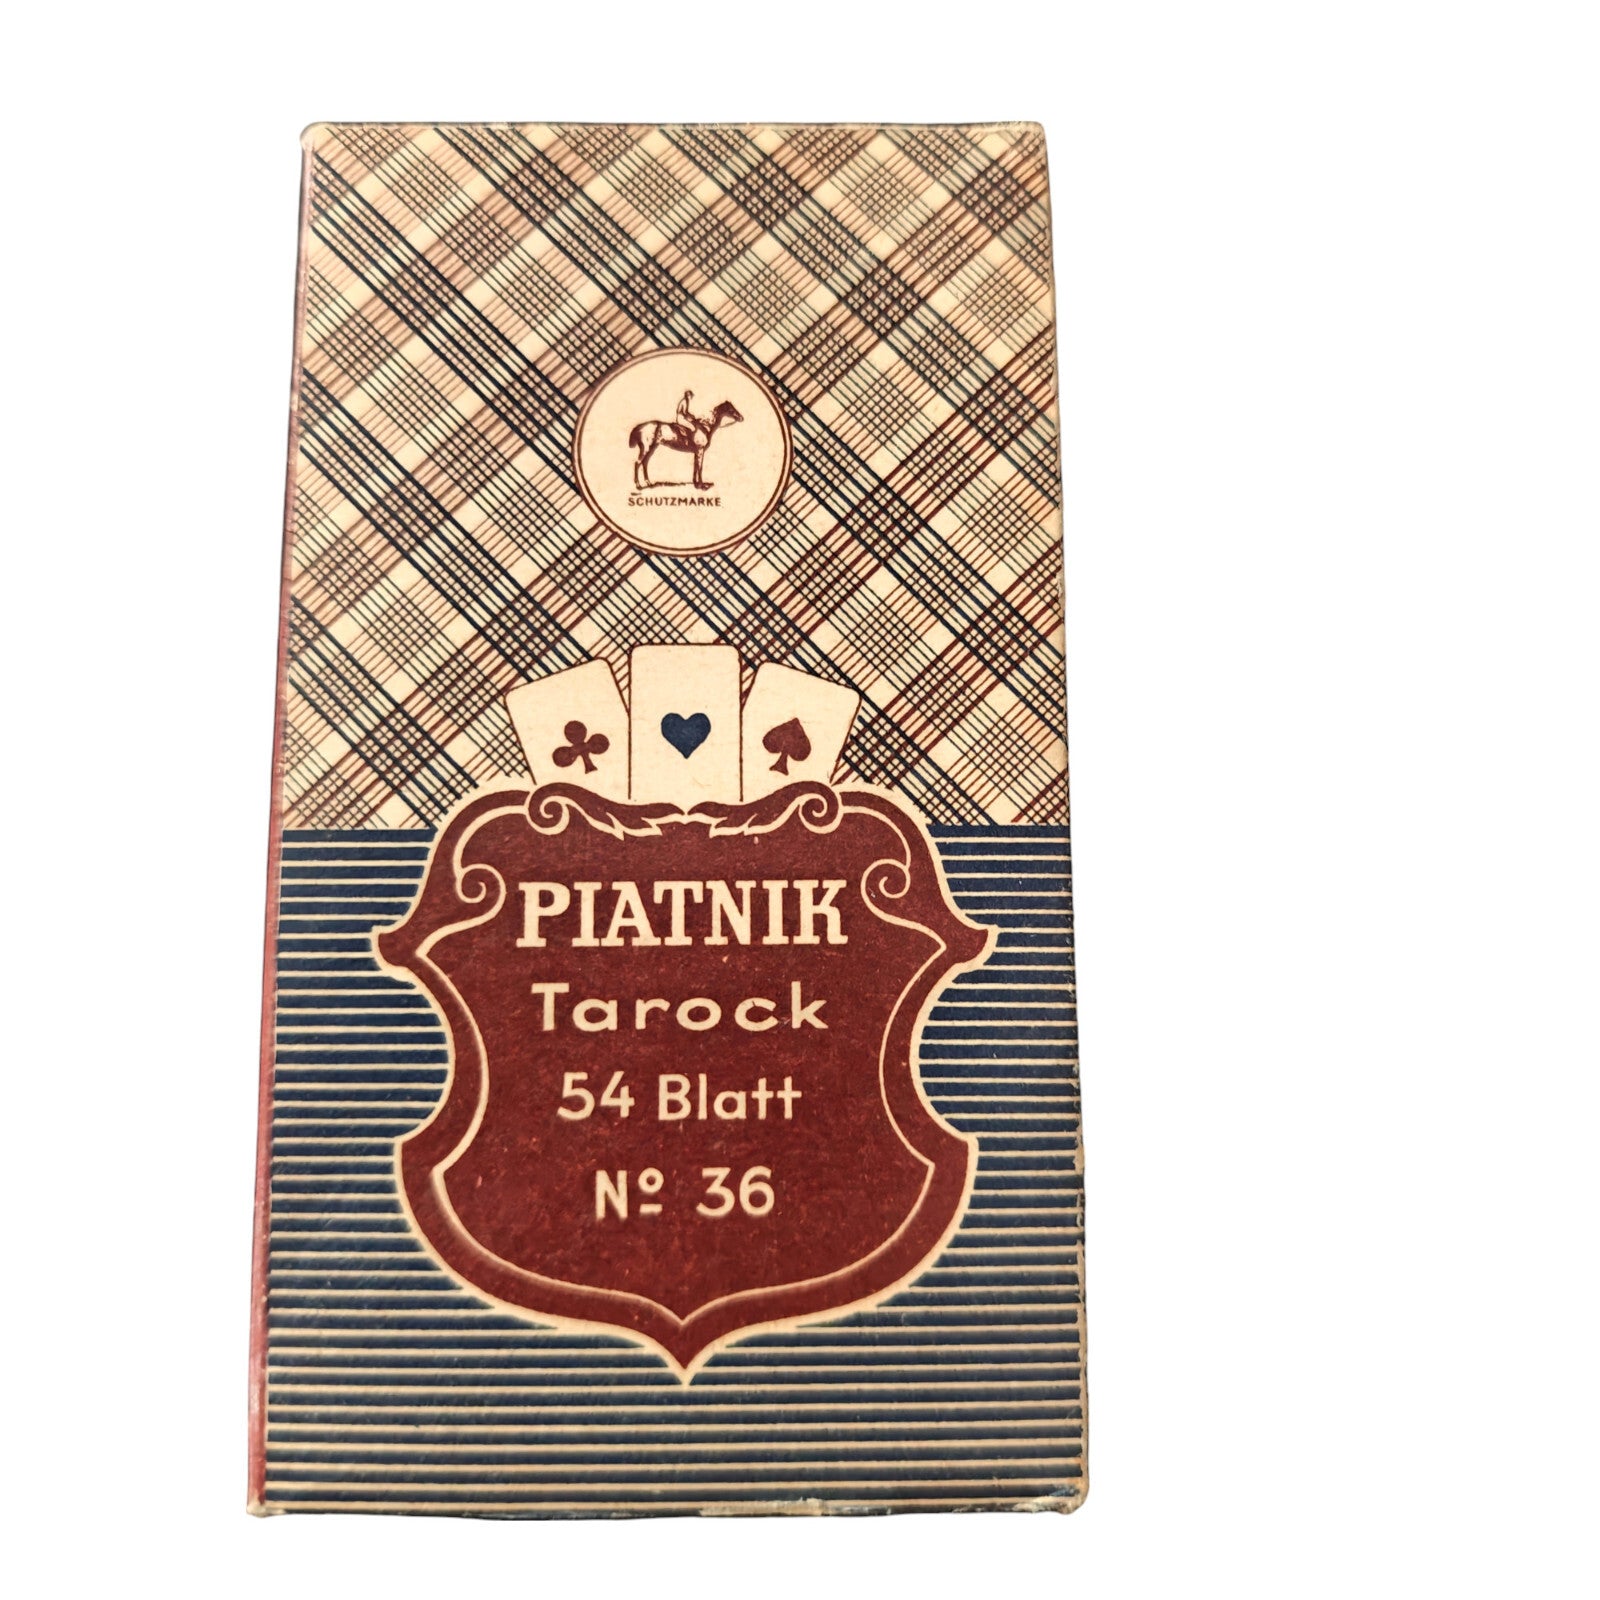 SCHUTZMARKE
PIATNIK
Tarock
54 Blatt
Nº 36